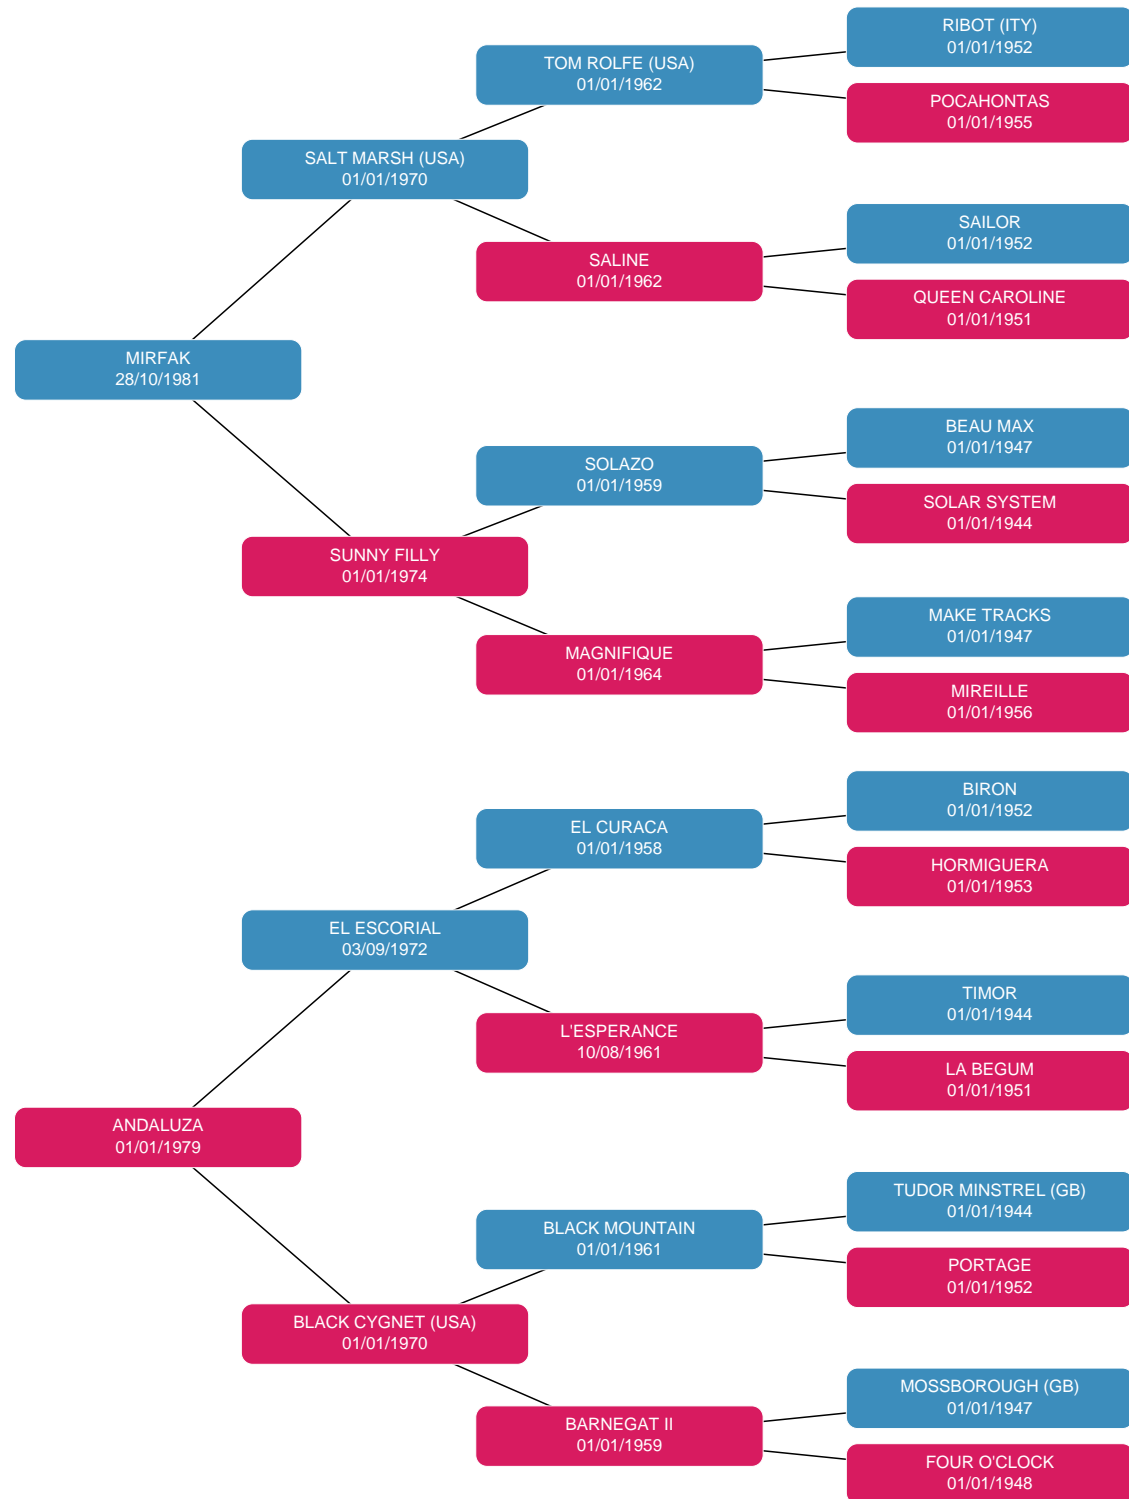 RIBOT (ITY)
01/01/1952
TOM ROLFE (USA)
01/01/1962
POCAHONTAS
01/01/1955
SALT MARSH (USA)
01/01/1970
SAILOR
01/01/1952
SALINE
01/01/1962
QUEEN CAROLINE
01/01/1951
MIRFAK
28/10/1981
BEAU MAX
01/01/1947
SOLAZO
01/01/1959
SOLAR SYSTEM
01/01/1944
SUNNY FILLY
01/01/1974
MAKE TRACKS
01/01/1947
MAGNIFIQUE
01/01/1964
MIREILLE
01/01/1956
BIRON
01/01/1952
EL CURACA
01/01/1958
HORMIGUERA
01/01/1953
EL ESCORIAL
03/09/1972
TIMOR
01/01/1944
L'ESPERANCE
10/08/1961
LA BEGUM
01/01/1951
ANDALUZA
01/01/1979
TUDOR MINSTREL (GB)
01/01/1944
BLACK MOUNTAIN
01/01/1961
PORTAGE
01/01/1952
BLACK CYGNET (USA)
01/01/1970
MOSSBOROUGH (GB)
01/01/1947
BARNEGAT II
01/01/1959
FOUR O'CLOCK
01/01/1948